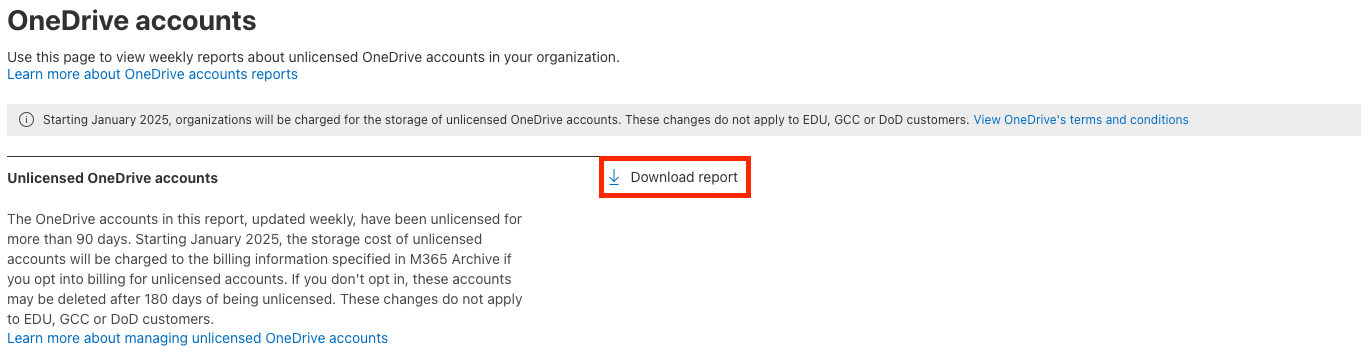 OneDrive accounts
Use this page to view weekly reports about unlicensed OneDrive accounts in your organization.
Learn more about OneDrive accounts reports
Starting January 2025, organizations will be charged for the storage of unlicensed OneDrive accounts. These changes do not apply to EDU, GCC or DoD customers. View OneDrive's terms and conditions
Unlicensed OneDrive accounts
Download report
The OneDrive accounts in this report, updated weekly, have been unlicensed for
more than 90 days. Starting January 2025, the storage cost of unlicensed
accounts will be charged to the billing information specified in M365 Archive if
you opt into billing for unlicensed accounts. If you don't opt in, these accounts
may be deleted after 180 days of being unlicensed. These changes do not apply
to EDU, GCC or DoD customers.
Learn more about managing unlicensed OneDrive accounts